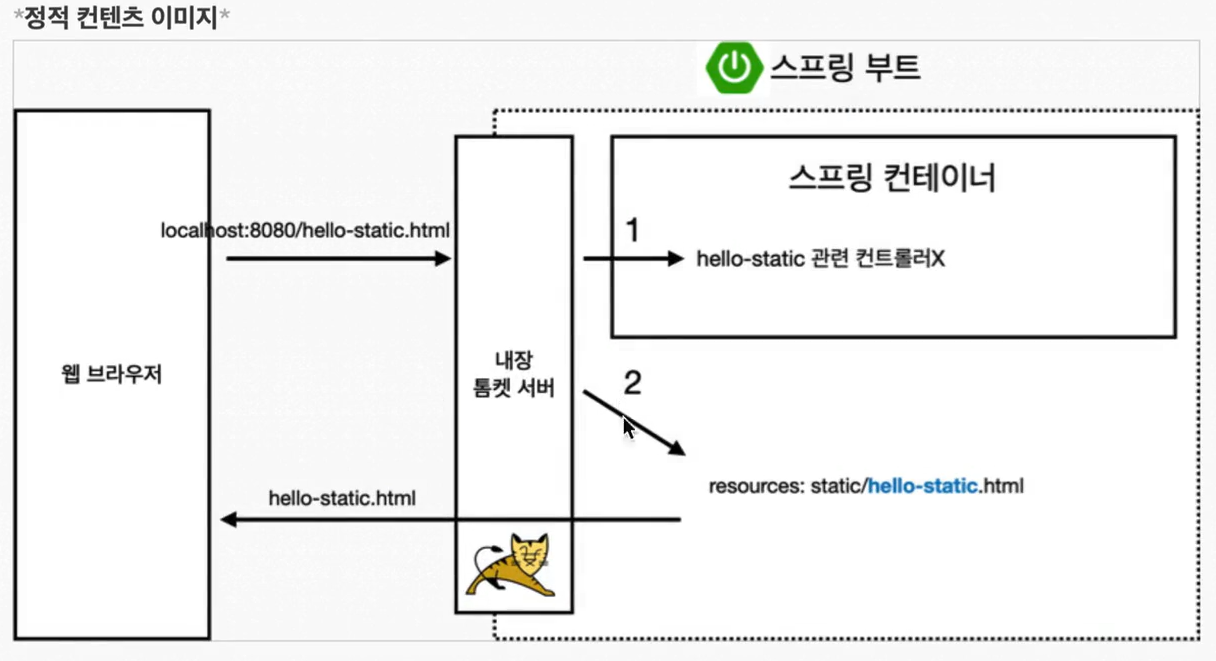 *정적 컨텐츠 이미지*
스프링 부트
스프링 컨테이너
localhost:8080/hello-static.html
1
hello-static 관련 컨트롤러X
웹 브라우저
내장
톰켓 서버
2
resources: static/hello-static.html
hello-static.html